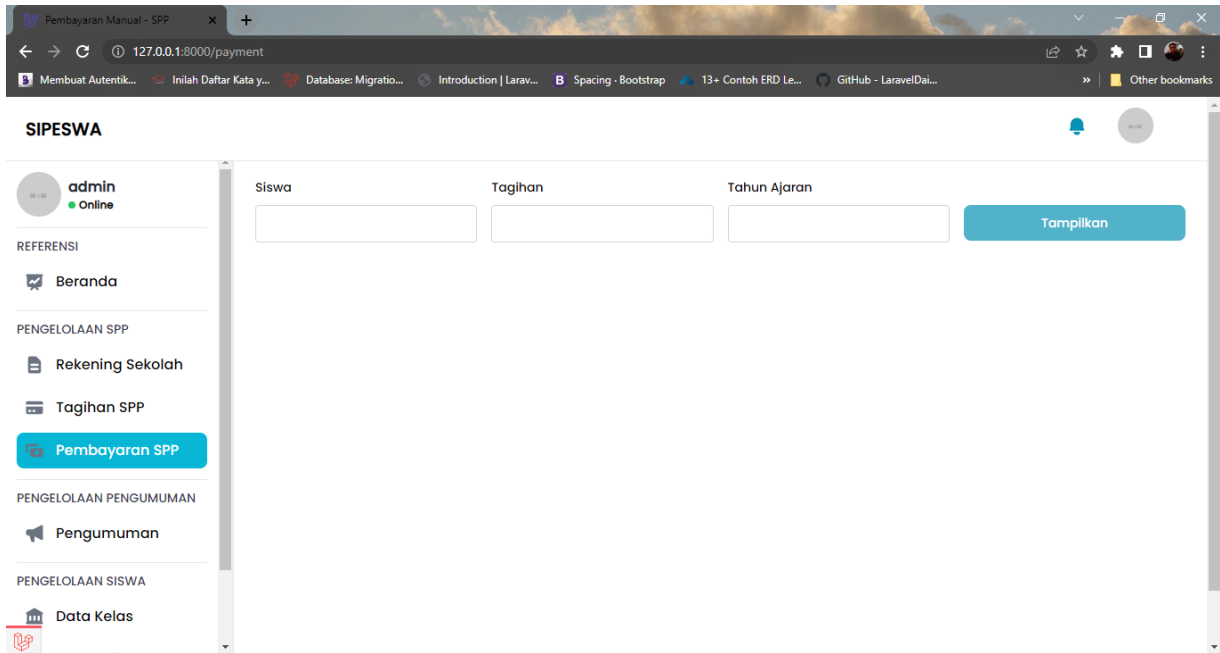 Pembayaran Manual - SPP
127.0.0.1:8000/payment
Membuat Autentik... Inilah Daftar Kata y... Database: Migratio... Introduction | Larav... Spacing · Bootstrap 13+ Contoh ERD Le... GitHub - LaravelDai... » Other bookmarks
SIPESWA
admin
Online
REFERENSI
Beranda
PENGELOLAAN SPP
Rekening Sekolah
Tagihan SPP
Pembayaran SPP
PENGELOLAAN PENGUMUMAN
Pengumuman
PENGELOLAAN SISWA
Data Kelas
Siswa Tagihan Tahun Ajaran
Tampilkan